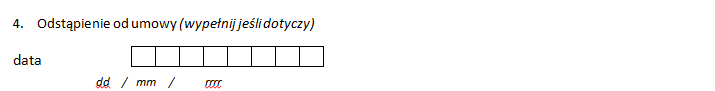 4. Odstąpienie od umowy (wypełnij jeśli dotyczy)
data
dd / mm / rrrr